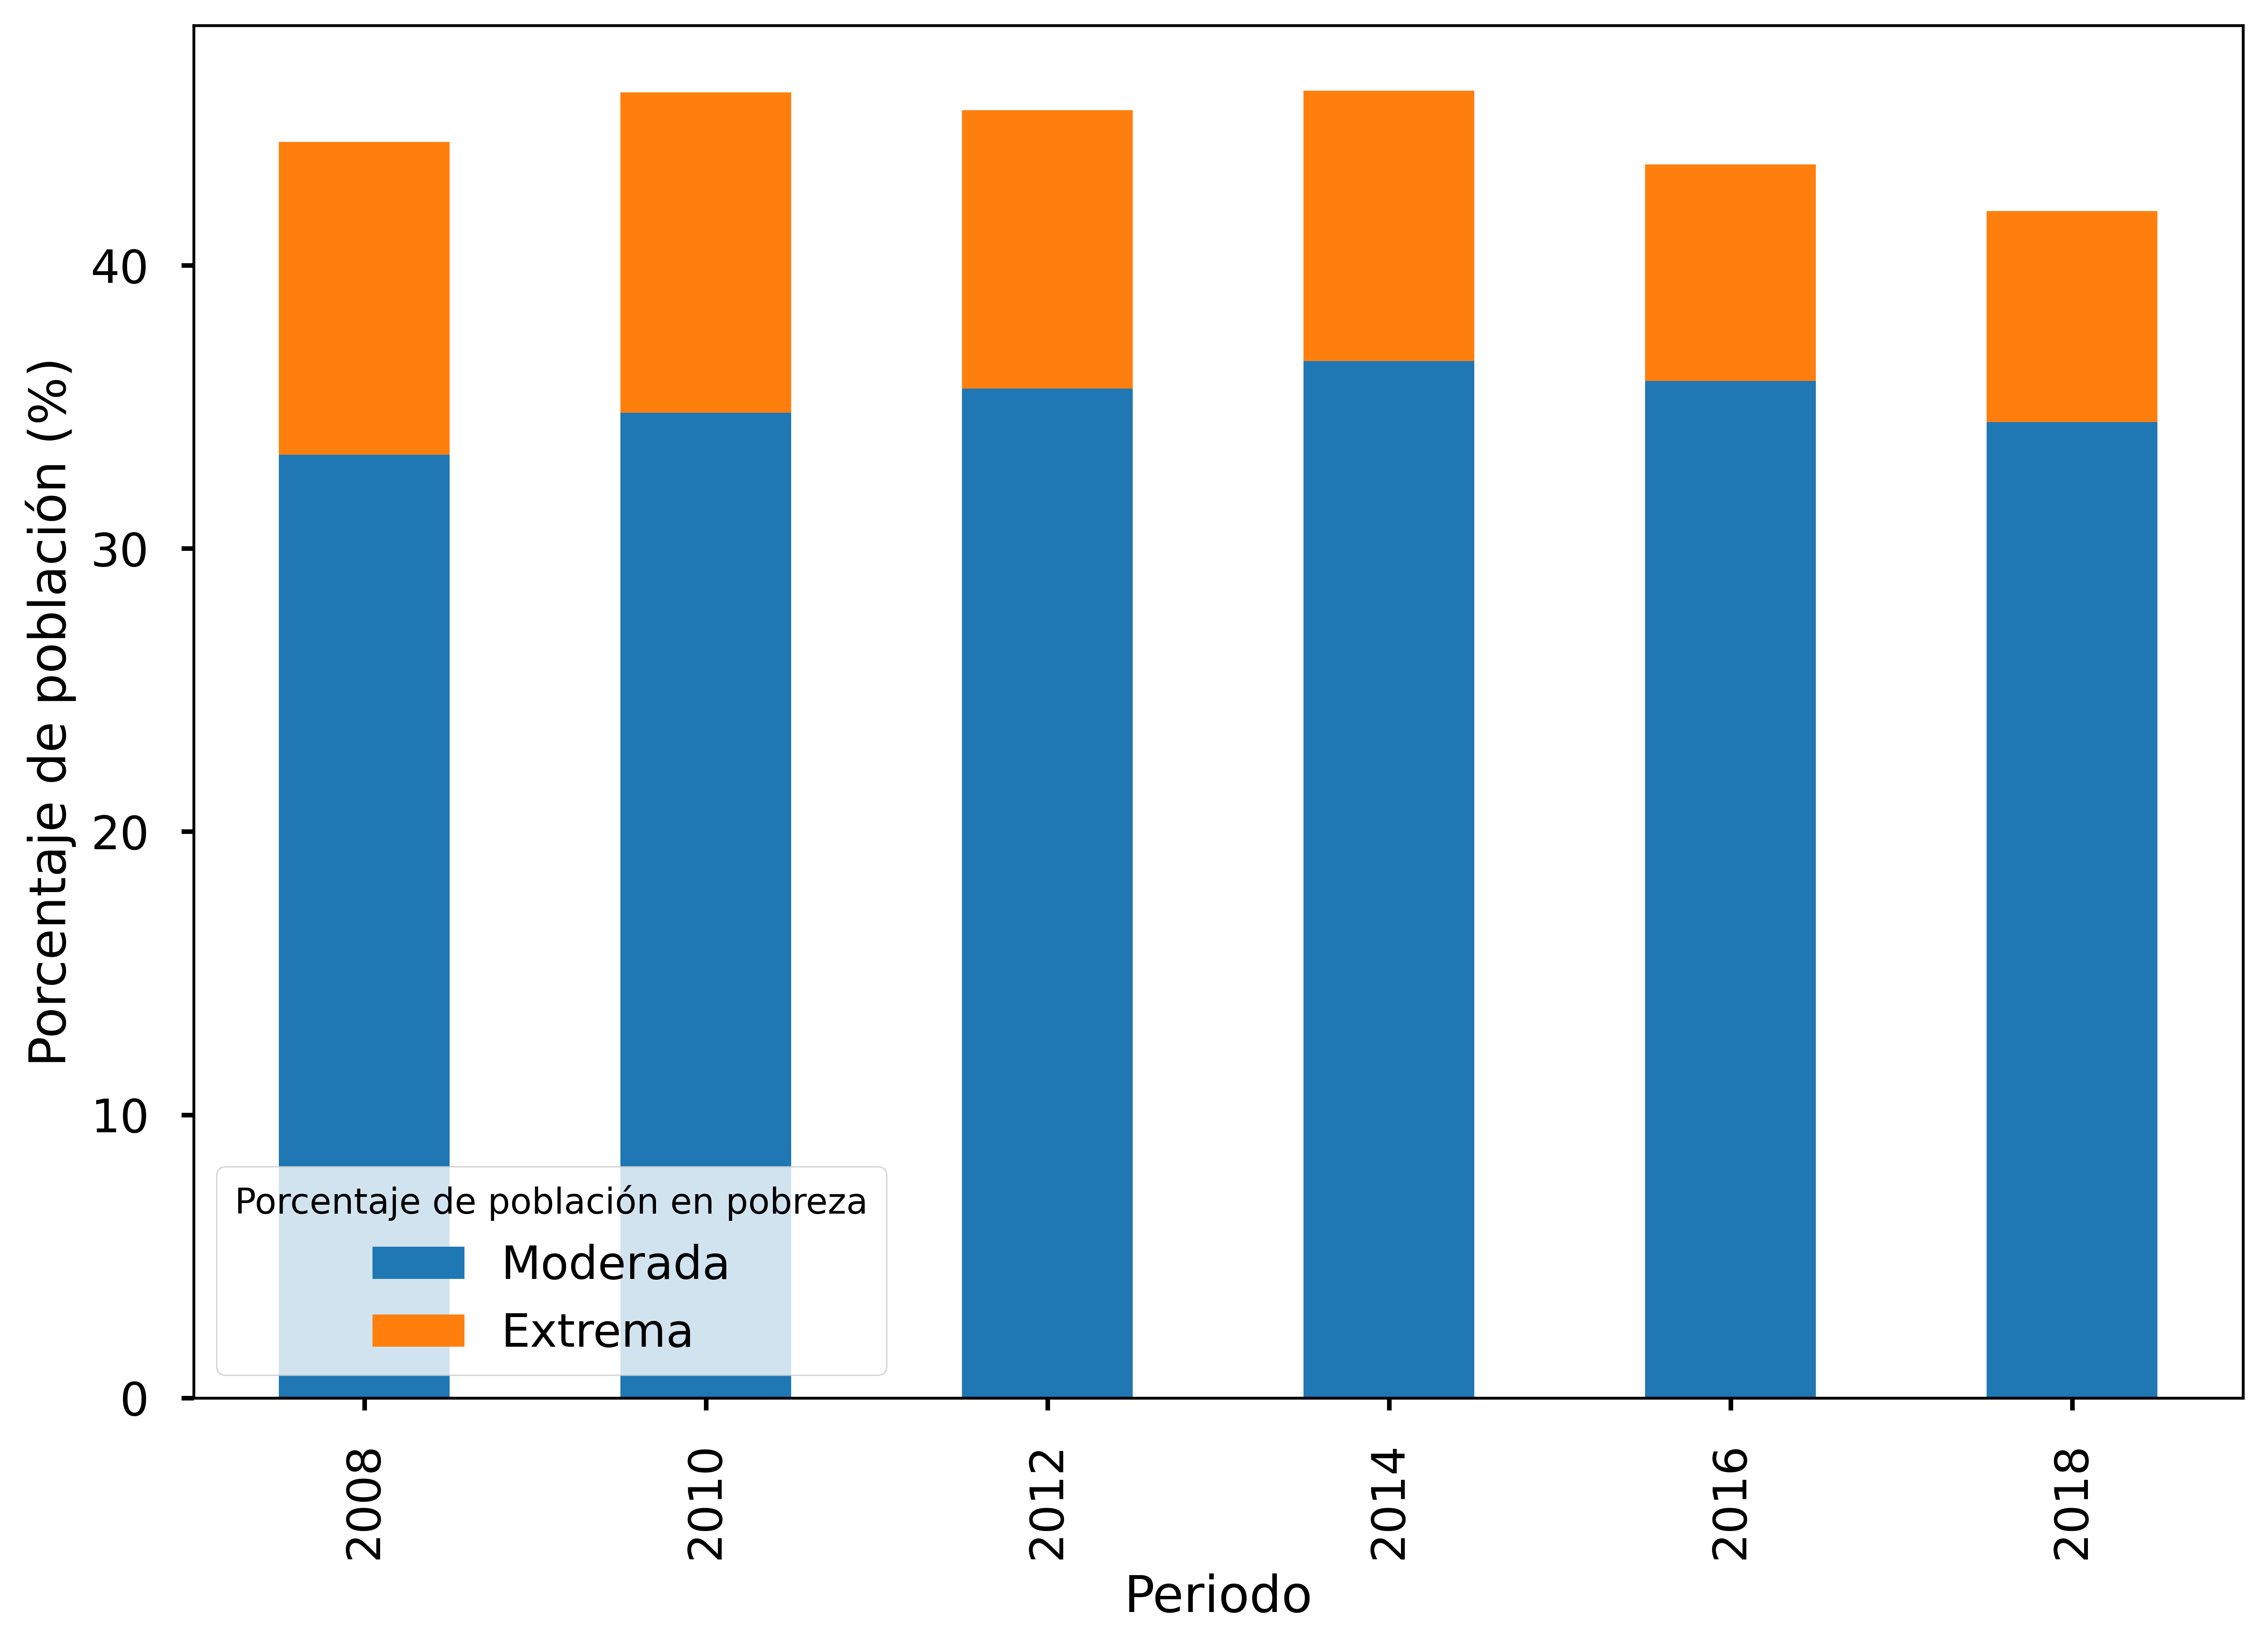 Porcentaje de población (%)
40
30
20
10
0
Porcentaje de población en pobreza
Moderada
Extrema
2008
2010
2012
2014
2016
2018
Periodo